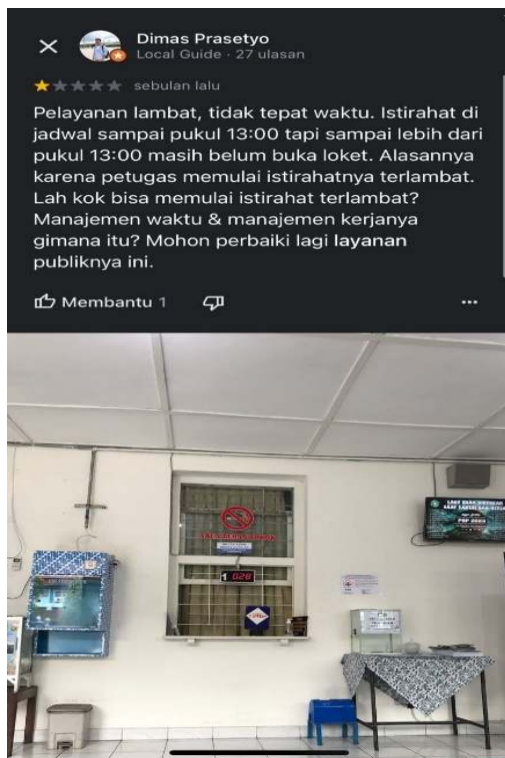 Dimas Prasetyo
Local Guide · 27 ulasan
sebulan lalu
Pelayanan lambat, tidak tepat waktu. Istirahat di
jadwal sampai pukul 13:00 tapi sampai lebih dari
pukul 13:00 masih belum buka loket. Alasannya
karena petugas memulai istirahatnya terlambat.
Lah kok bisa memulai istirahat terlambat?
Manajemen waktu & manajemen kerjanya
gimana itu? Mohon perbaiki lagi layanan
publiknya ini.
Membantu 1
1 028